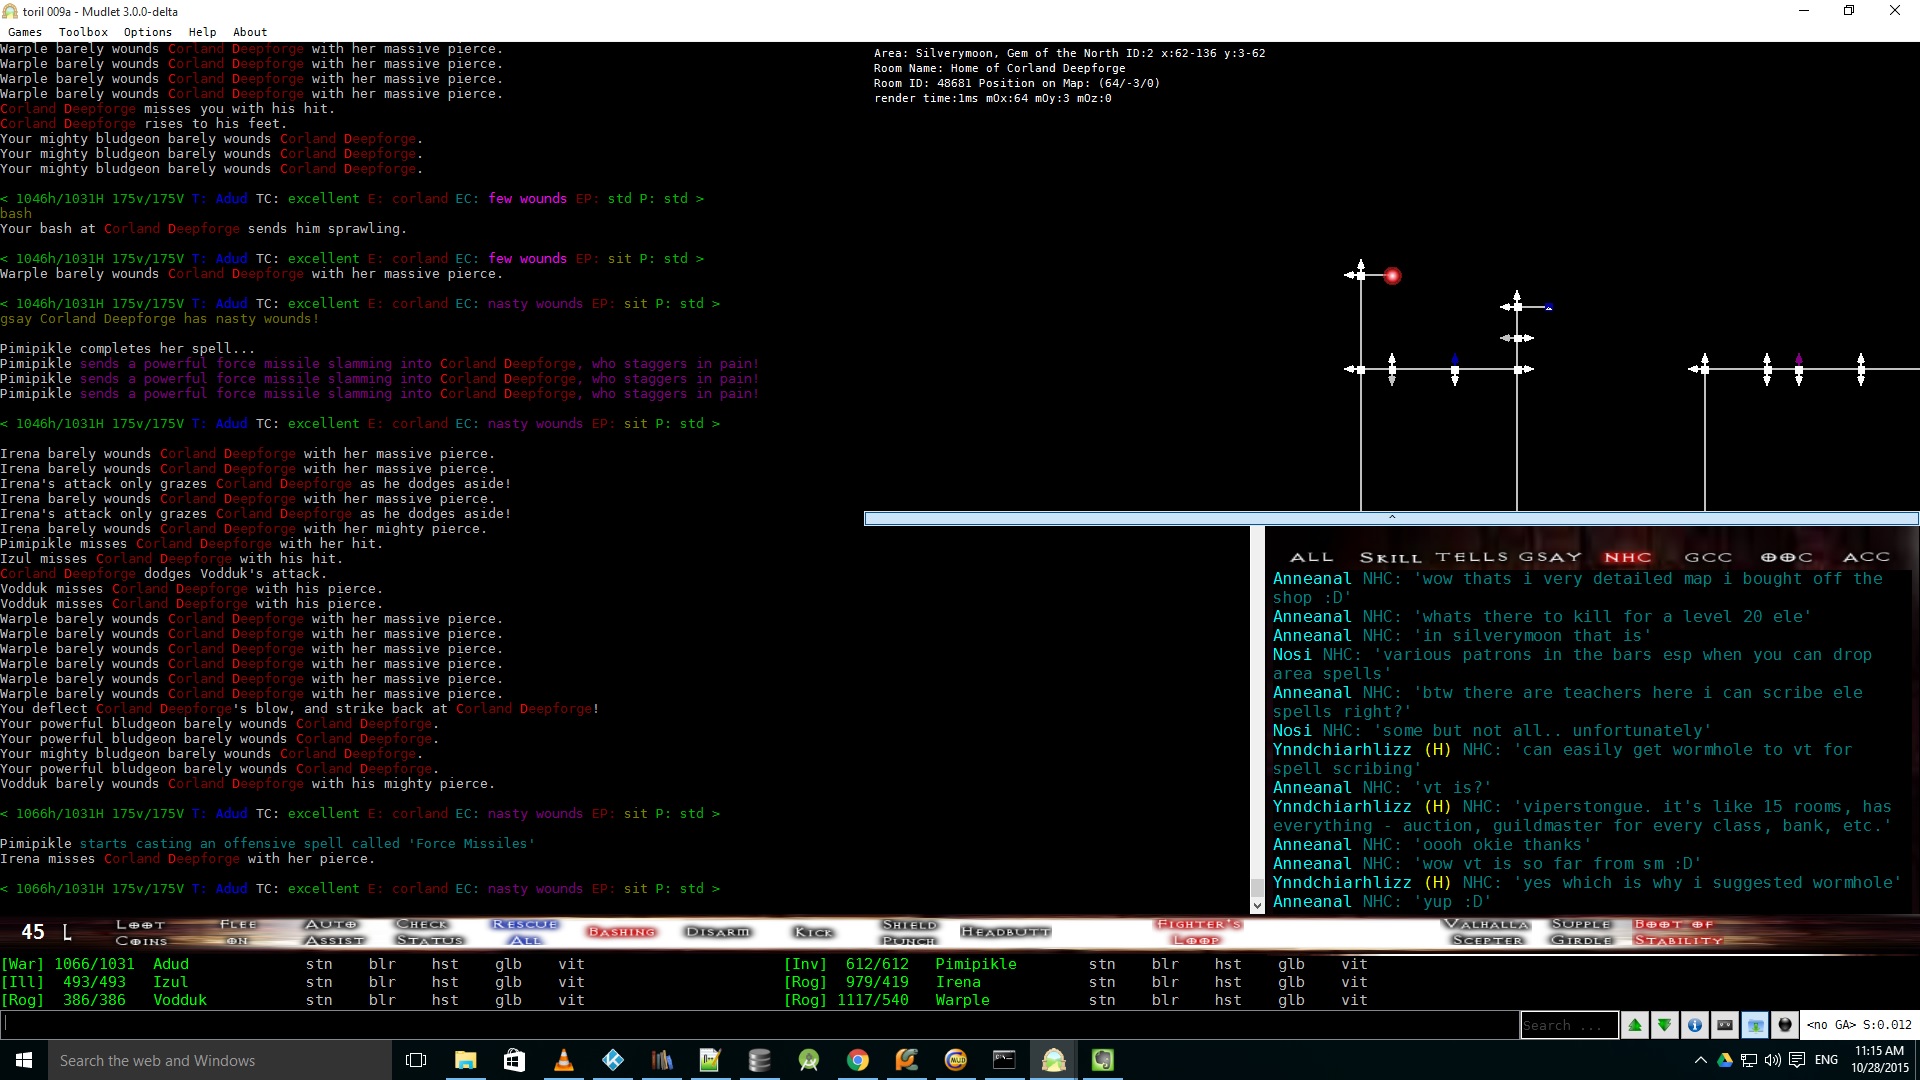 toril 009a - Mudlet 3.0.0-delta
Games Toolbox Options Help About
Warple barely wounds Corland Deepforge with her massive pierce.
Warple barely wounds Corland Deepforge with her massive pierce.
Warple barely wounds Corland Deepforge with her massive pierce.
Warple barely wounds Corland Deepforge with her massive pierce.
Corland Deepforge misses you with his hit.
Corland Deepforge rises to his feet.
Your mighty bludgeon barely wounds Corland Deepforge.
Your mighty bludgeon barely wounds Corland Deepforge.
Your mighty bludgeon barely wounds Corland Deepforge.
< 1046h/1031H 175v/175V T: Adud TC: excellent E: corland EC: few wounds EP: std P: std >
bash
Your bash at Corland Deepforge sends him sprawling.
< 1046h/1031H 175v/175V T: Adud TC: excellent E: corland EC: few wounds EP: sit P: std >
Warple barely wounds Corland Deepforge with her massive pierce.
< 1046h/1031H 175v/175V T: Adud TC: excellent E: corland EC: nasty wounds EP: sit P: std >
gsay Corland Deepforge has nasty wounds!
Pimipikle completes her spell...
Pimipikle sends a powerful force missile slamming into Corland Deepforge, who staggers in pain!
Pimipikle sends a powerful force missile slamming into Corland Deepforge, who staggers in pain!
Pimipikle sends a powerful force missile slamming into Corland Deepforge, who staggers in pain!
< 1046h/1031H 175v/175V T: Adud TC: excellent E: corland EC: nasty wounds EP: sit P: std >
Irena barely wounds Corland Deepforge with her massive pierce.
Irena barely wounds Corland Deepforge with her massive pierce.
Irena's attack only grazes Corland Deepforge as he dodges aside!
Irena barely wounds Corland Deepforge with her massive pierce.
Irena's attack only grazes Corland Deepforge as he dodges aside!
Irena barely wounds Corland Deepforge with her mighty pierce.
Pimipikle misses Corland Deepforge with her hit.
Izul misses Corland Deepforge with his hit.
Corland Deepforge dodges Vodduk's attack.
Vodduk misses Corland Deepforge with his pierce.
Vodduk misses Corland Deepforge with his pierce.
Warple barely wounds Corland Deepforge with her massive pierce.
Warple barely wounds Corland Deepforge with her massive pierce.
Warple barely wounds Corland Deepforge with her massive pierce.
Warple barely wounds Corland Deepforge with her massive pierce.
Warple barely wounds Corland Deepforge with her massive pierce.
Warple barely wounds Corland Deepforge with her massive pierce.
You deflect Corland Deepforge's blow, and strike back at Corland Deepforge!
Your powerful bludgeon barely wounds Corland Deepforge.
Your powerful bludgeon barely wounds Corland Deepforge.
Your mighty bludgeon barely wounds Corland Deepforge.
Your powerful bludgeon barely wounds Corland Deepforge.
Vodduk barely wounds Corland Deepforge with his mighty pierce.
< 1066h/1031H 175v/175V T: Adud TC: excellent E: corland EC: nasty wounds EP: sit P: std >
Pimipikle starts casting an offensive spell called 'Force Missiles'
Irena misses Corland Deepforge with her pierce.
< 1066h/1031H 175v/175V T: Adud TC: excellent E: corland EC: nasty wounds EP: sit P: std >
Area: Silverymoon, Gem of the North ID:2 x:62-136 y:3-62
Room Name: Home of Corland Deepforge
Room ID: 48681 Position on Map: (64/-3/0)
render time:1ms mOx:64 mOy:3 mOz:0
ALL SKILL TELLS GSAY NHC GCC OOC ACC
Anneanal NHC: 'wow thats i very detailed map i bought off the
shop :D'
Anneanal NHC: 'whats there to kill for a level 20 ele'
Anneanal NHC: 'in silverymoon that is'
Nosi NHC: 'various patrons in the bars esp when you can drop
area spells'
Anneanal NHC: 'btw there are teachers here i can scribe ele
spells right?'
Nosi NHC: 'some but not all.. unfortunately'
Ynndchiarhlizz (H) NHC: 'can easily get wormhole to vt for
spell scribing'
Anneanal NHC: 'vt is?'
Ynndchiarhlizz (H) NHC: 'viperstongue. it's like 15 rooms, has
everything - auction, guildmaster for every class, bank, etc.'
Anneanal NHC: 'oooh okie thanks'
Anneanal NHC: 'wow vt is so far from sm :D'
Ynndchiarhlizz (H) NHC: 'yes which is why i suggested wormhole'
Anneanal NHC: 'yup :D'
45 LOOT COINS FLEE ON AUTO ASSIST CHECK STATUS RESCUE ALL BASHING DISARM KICK SHIELD PUNCH HEADBUTT FIGHTER'S LOOP VALHALLA SCEPTER SUPPLE GIRDLE BOOT OF STABILITY
[War] 1066/1031 Adud stn blr hst glb vit [Inv] 612/612 Pimipikle stn blr hst glb vit
[Ill] 493/493 Izul stn blr hst glb vit [Rog] 979/419 Irena stn blr hst glb vit
[Rog] 386/386 Vodduk stn blr hst glb vit [Rog] 1117/540 Warple stn blr hst glb vit
Search ... <no GA> S:0.012
Search the web and Windows ENG 11:15 AM
10/28/2015